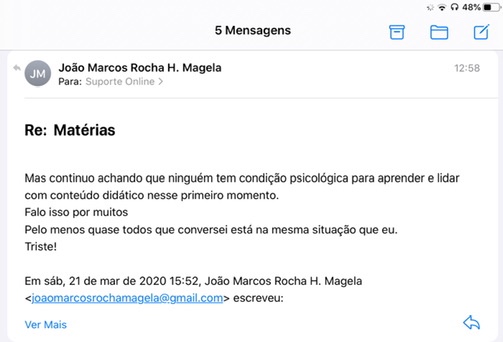 48%
5 Mensagens
JM
João Marcos Rocha H. Magela
12:58
Para: Suporte Online >
Re: Matérias
Mas continuo achando que ninguém tem condição psicológica para aprender e lidar
com conteúdo didático nesse primeiro momento.
Falo isso por muitos
Pelo menos quase todos que conversei está na mesma situação que eu.
Triste!
Em sáb, 21 de mar de 2020 15:52, João Marcos Rocha H. Magela
<joaomarcosrochamagela@gmail.com> escreveu:
Ver Mais